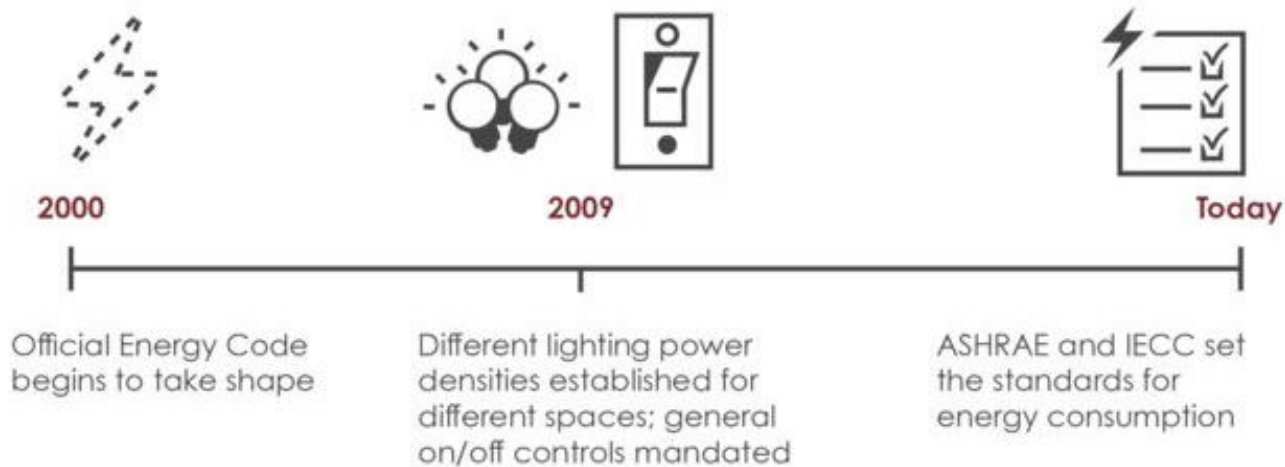 2000
2009
Today
Official Energy Code
begins to take shape
Different lighting power
densities established for
different spaces; general
on/off controls mandated
ASHRAE and IECC set
the standards for
energy consumption